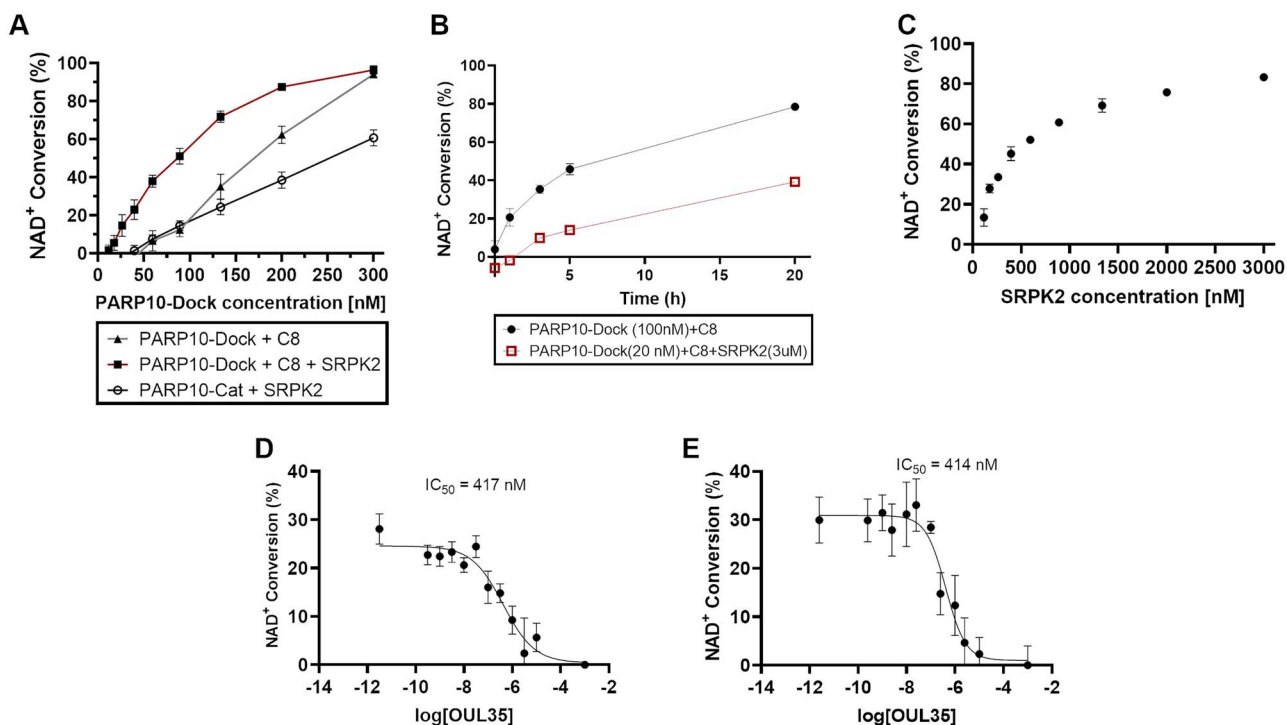 A
NAD+ Conversion (%)
100
80
60
40
20
0
0 50 100 150 200 250 300
PARP10-Dock concentration [nM]
PARP10-Dock + C8
PARP10-Dock + C8 + SRPK2
PARP10-Cat + SRPK2
B
NAD+ Conversion (%)
100
80
60
40
20
0
5 10 15 20
Time (h)
PARP10-Dock (100nM)+C8
PARP10-Dock(20 nM)+C8+SRPK2(3uM)
C
NAD+ Conversion (%)
100
80
60
40
20
0
0 500 1000 1500 2000 2500 3000
SRPK2 concentration [nM]
D
IC50 = 417 nM
NAD+ Conversion (%)
40
30
20
10
0
-14 -12 -10 -8 -6 -4 -2
log[OUL35]
E
IC50 = 414 nM
NAD+ Conversion (%)
40
30
20
10
0
-14 -12 -10 -8 -6 -4 -2
log[OUL35]